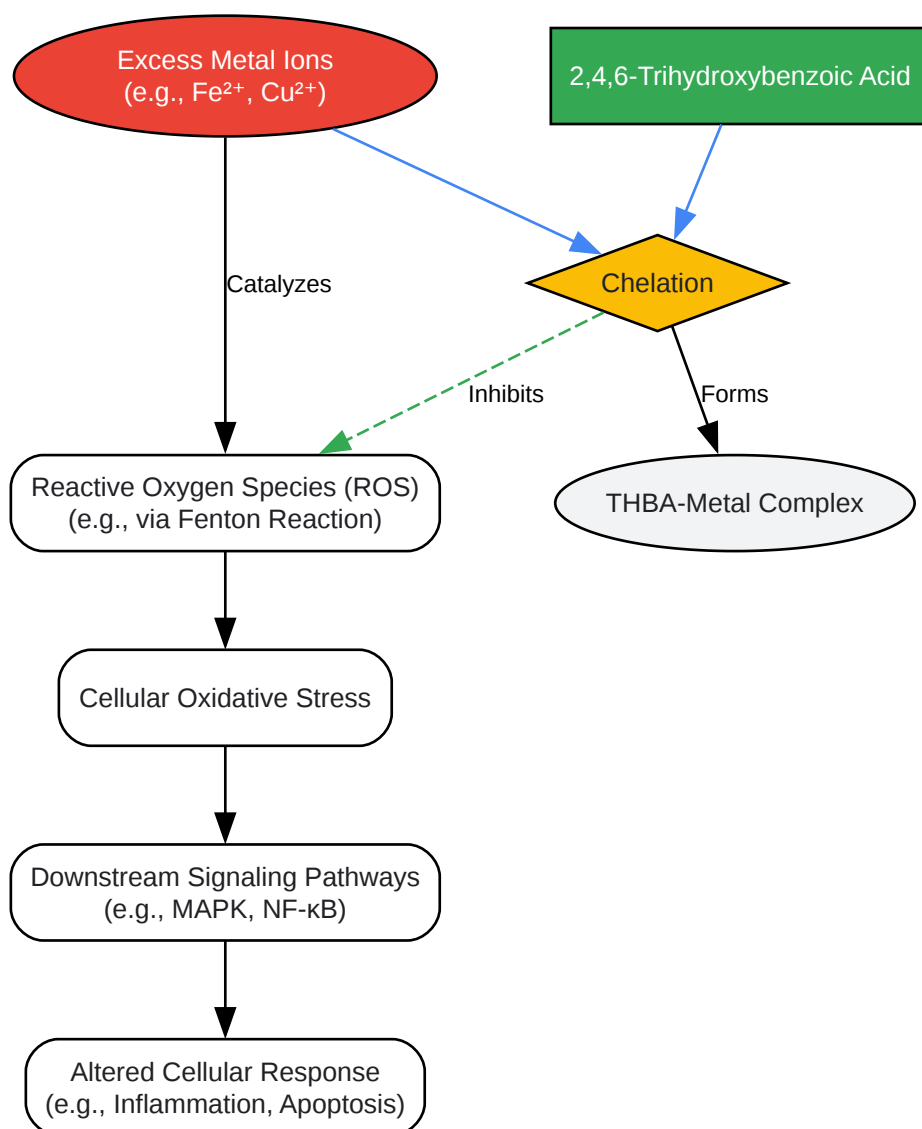 Excess Metal Ions
(e.g., Fe²⁺, Cu²⁺)
2,4,6-Trihydroxybenzoic Acid
Chelation
Catalyzes
Inhibits
Forms
Reactive Oxygen Species (ROS)
(e.g., via Fenton Reaction)
THBA-Metal Complex
Cellular Oxidative Stress
Downstream Signaling Pathways
(e.g., MAPK, NF-κB)
Altered Cellular Response
(e.g., Inflammation, Apoptosis)